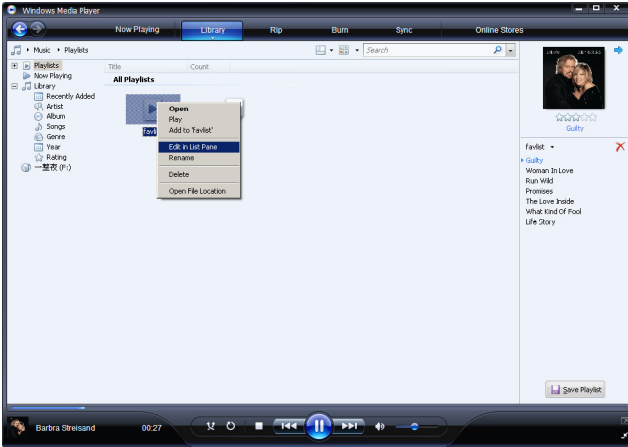 Windows Media Player
Now Playing
Library
Rip
Burn
Sync
Online Stores
Music
Playlists
Search
Playlists
Now Playing
Library
Recently Added
Artist
Album
Songs
Genre
Year
Rating
一整夜 (F:)
Title
Count
All Playlists
Open
Play
Add to 'Favlist'
Edit in List Pane
Rename
Delete
Open File Location
Guilty
favlist
Guilty
Woman In Love
Run Wild
Promises
The Love Inside
What Kind Of Fool
Life Story
Save Playlist
Barbra Streisand
00:27